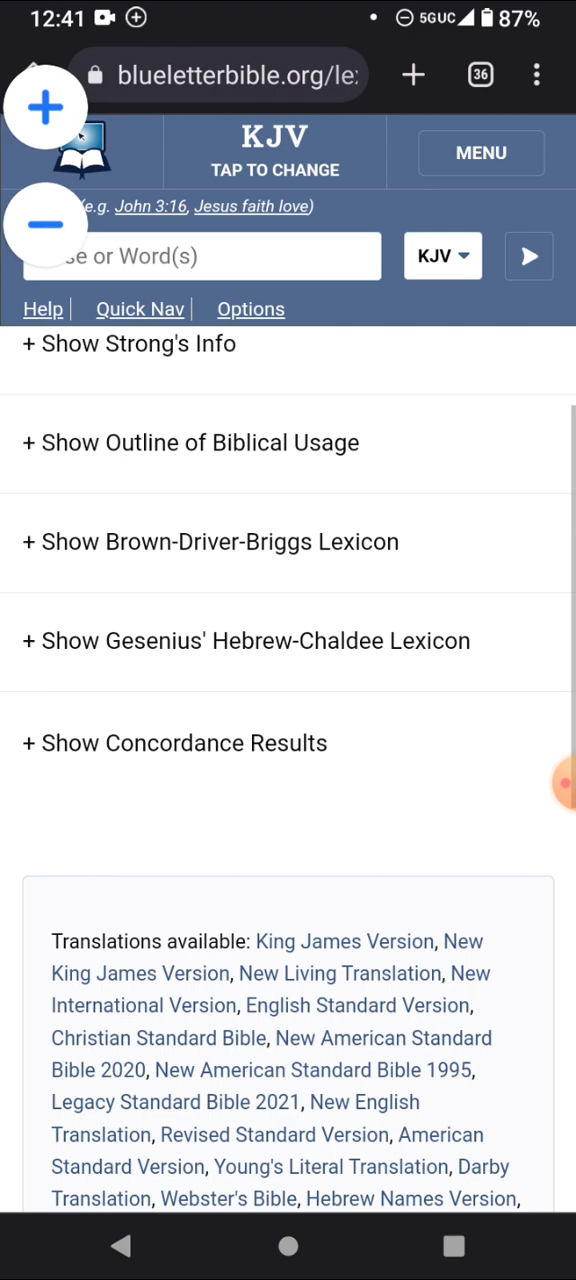 12:41
5GUC 87%
blueletterbible.org/le:
36
KJV
TAP TO CHANGE
MENU
(e.g. John 3:16, Jesus faith love)
or Word(s)
KJV
Help Quick Nav Options
+ Show Strong's Info
+ Show Outline of Biblical Usage
+ Show Brown-Driver-Briggs Lexicon
+ Show Gesenius' Hebrew-Chaldee Lexicon
+ Show Concordance Results
Translations available: King James Version, New
King James Version, New Living Translation, New
International Version, English Standard Version,
Christian Standard Bible, New American Standard
Bible 2020, New American Standard Bible 1995,
Legacy Standard Bible 2021, New English
Translation, Revised Standard Version, American
Standard Version, Young's Literal Translation, Darby
Translation, Webster's Bible, Hebrew Names Version,